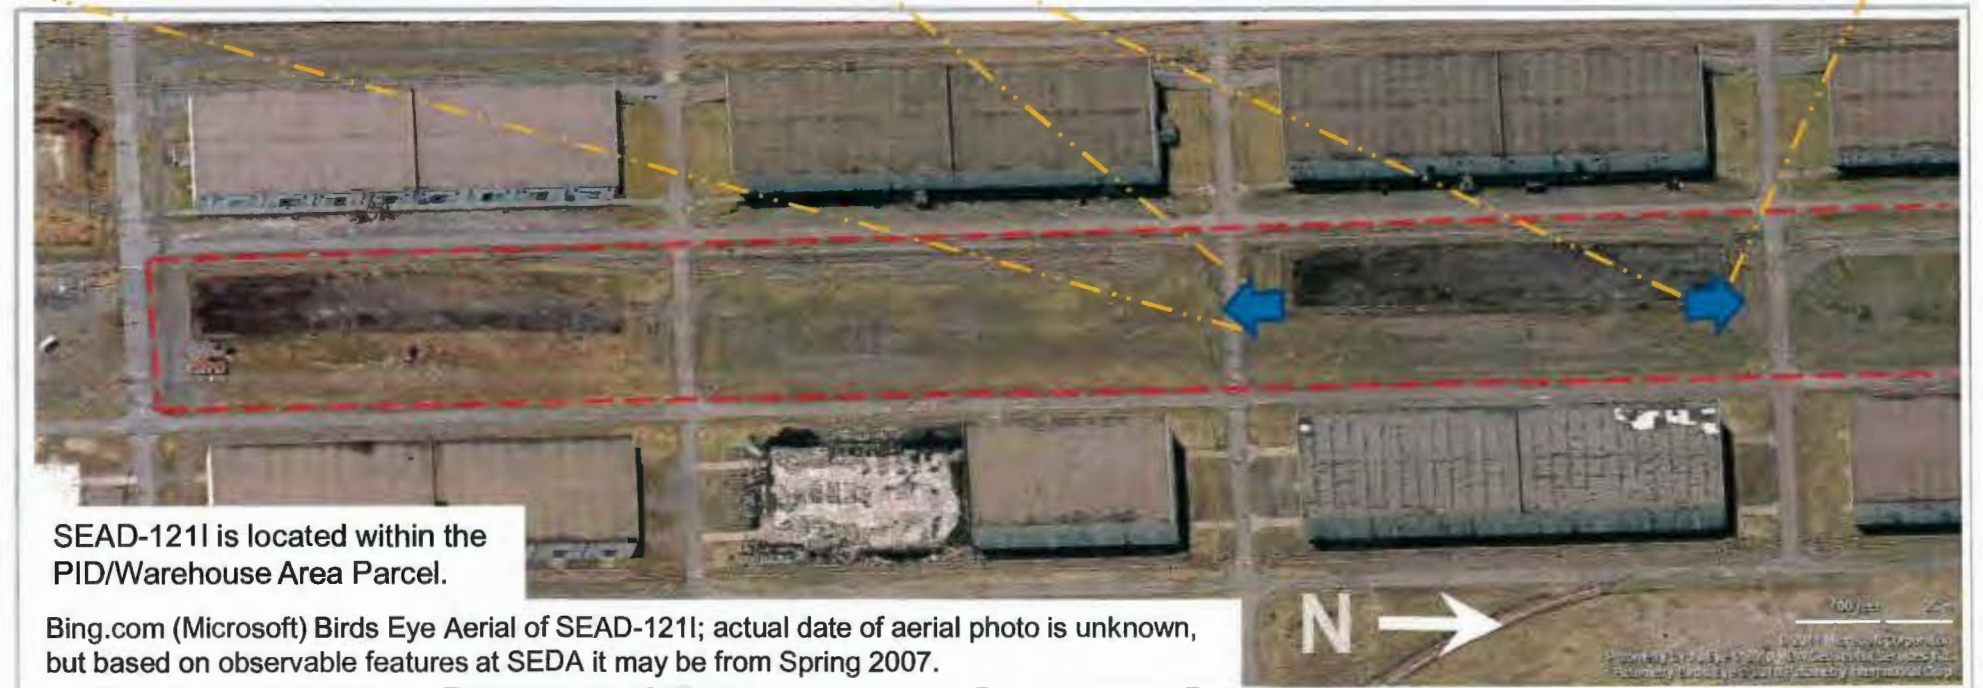 SEAD-121I is located within the
PID/Warehouse Area Parcel.
Bing.com (Microsoft) Birds Eye Aerial of SEAD-121I; actual date of aerial photo is unknown,
but based on observable features at SEDA it may be from Spring 2007.
N